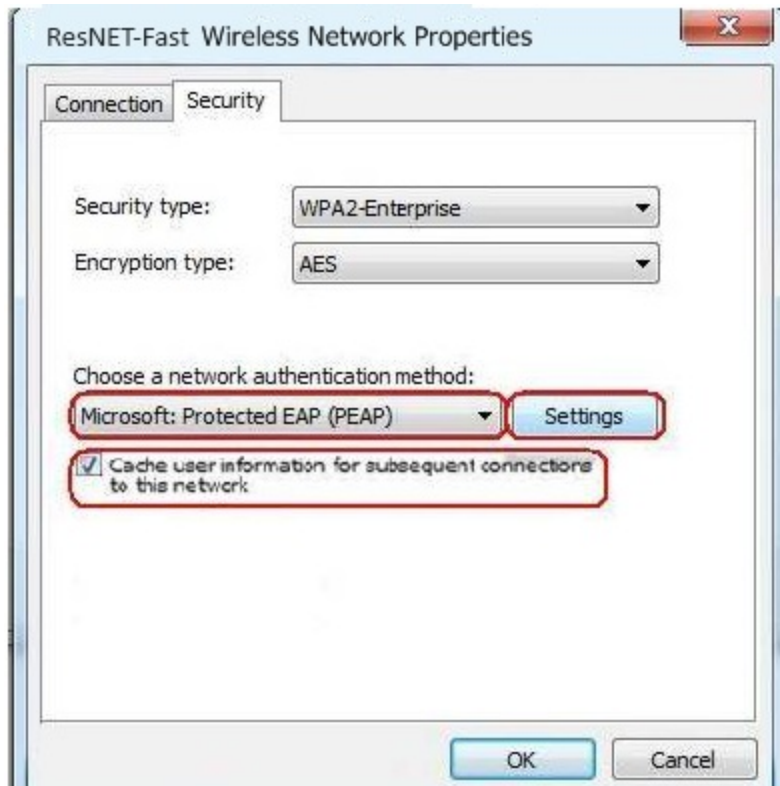 ResNET-Fast Wireless Network Properties
Connection
Security
Security type:
WPA2-Enterprise
Encryption type:
AES
Choose a network authentication method:
Microsoft: Protected EAP (PEAP)
Settings
Cache user information for subsequent connections
to this network
OK
Cancel